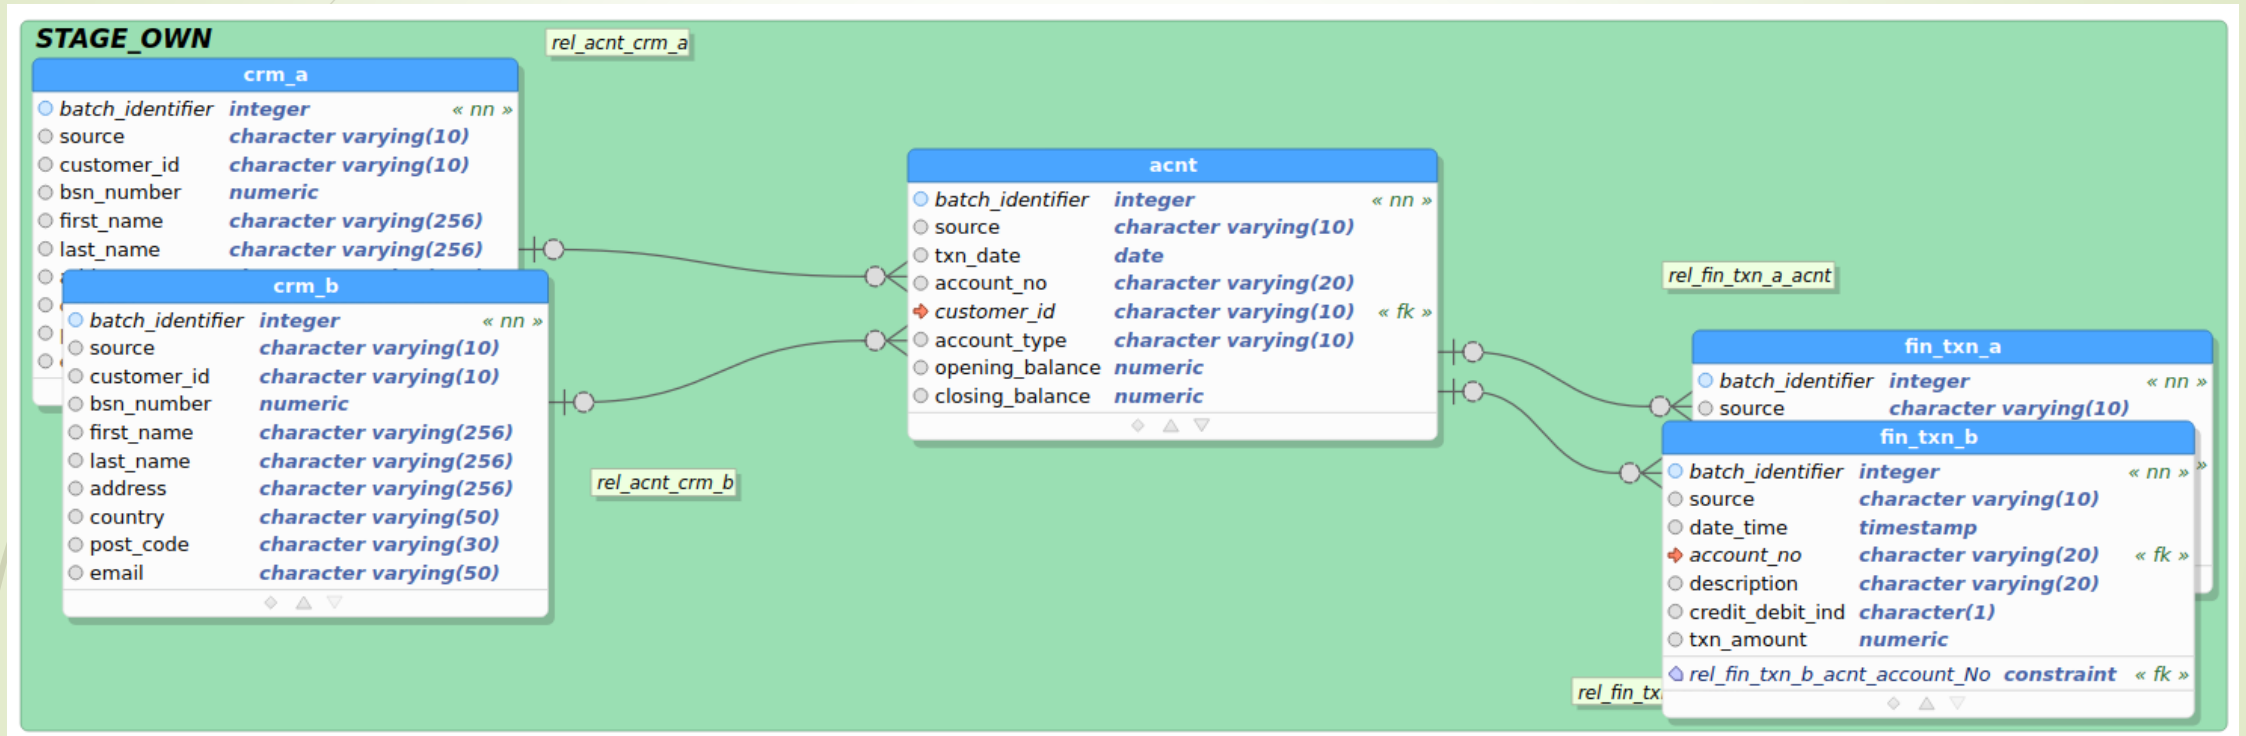 STAGE_OWN
rel_acnt_crm_a
crm_a
batch_identifier integer « nn »
source character varying(10)
customer_id character varying(10)
bsn_number numeric
first_name character varying(256)
last_name character varying(256)
crm_b
batch_identifier integer « nn »
source character varying(10)
customer_id character varying(10)
bsn_number numeric
first_name character varying(256)
last_name character varying(256)
address character varying(256)
country character varying(50)
post_code character varying(30)
email character varying(50)
rel_acnt_crm_b
acnt
batch_identifier integer « nn »
source character varying(10)
txn_date date
account_no character varying(20)
customer_id character varying(10) « fk »
account_type character varying(10)
opening_balance numeric
closing_balance numeric
rel_fin_txn_a_acnt
fin_txn_a
batch_identifier integer « nn »
source character varying(10)
»
fin_txn_b
batch_identifier integer « nn »
source character varying(10)
date_time timestamp
account_no character varying(20) « fk »
description character varying(20)
credit_debit_ind character(1)
txn_amount numeric
rel_fin_txn_b_acnt_account_No constraint « fk »